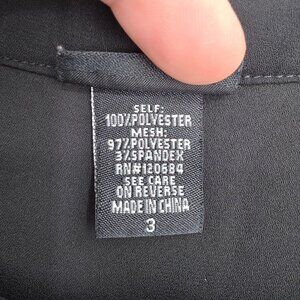 SELF:
100%POLYESTER
MESH:
97%POLYESTER
3%SPANDEX
RN#120684
SEE CARE
ON REVERSE
MADE IN CHINA
3